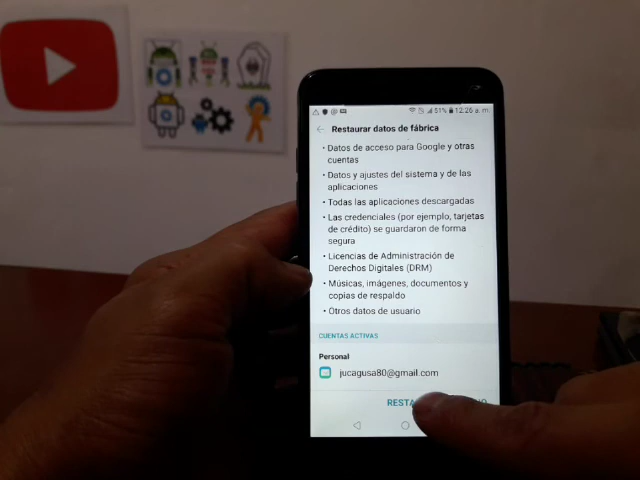 51% 12:26 a. m.
Restaurar datos de fábrica
• Datos de acceso para Google y otras
cuentas
• Datos y ajustes del sistema y de las
aplicaciones
• Todas las aplicaciones descargadas
• Las credenciales (por ejemplo, tarjetas
de crédito) se guardaron de forma
segura
• Licencias de Administración de
Derechos Digitales (DRM)
• Músicas, imágenes, documentos y
copias de respaldo
• Otros datos de usuario
CUENTAS ACTIVAS
Personal
jucagusa80@gmail.com